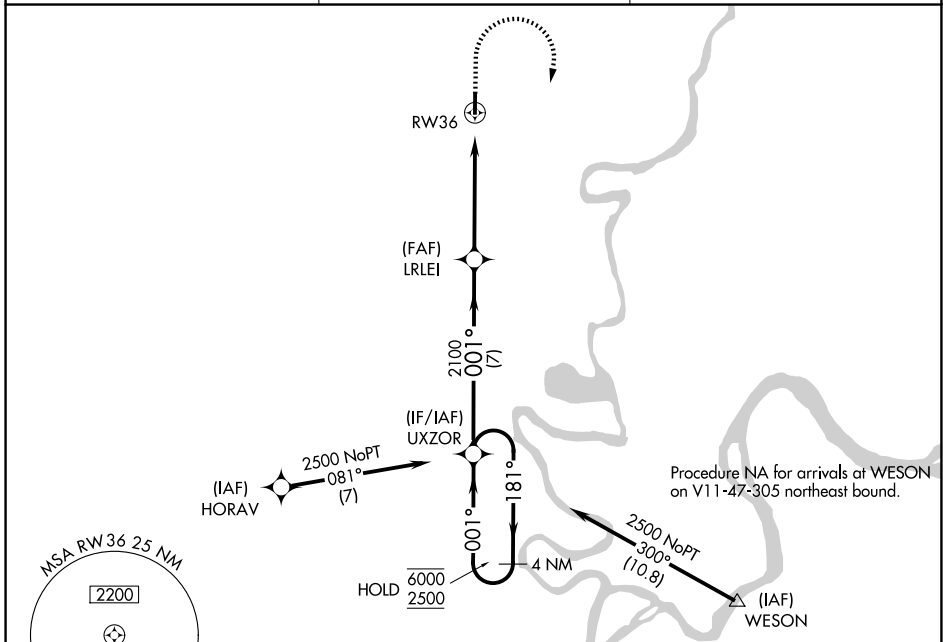 RW36
(FAF)
LRLEI
2100
001°
(7)
(IF/IAF)
UXZOR
2500 NoPT
081°
(7)
(IAF)
HORAV
181°
001°
Procedure NA for arrivals at WESON
on V11-47-305 northeast bound.
2500 NoPT
300°
(10.8)
(IAF)
WESON
4 NM
HOLD
6000
2500
MSA RW36 25 NM
2200